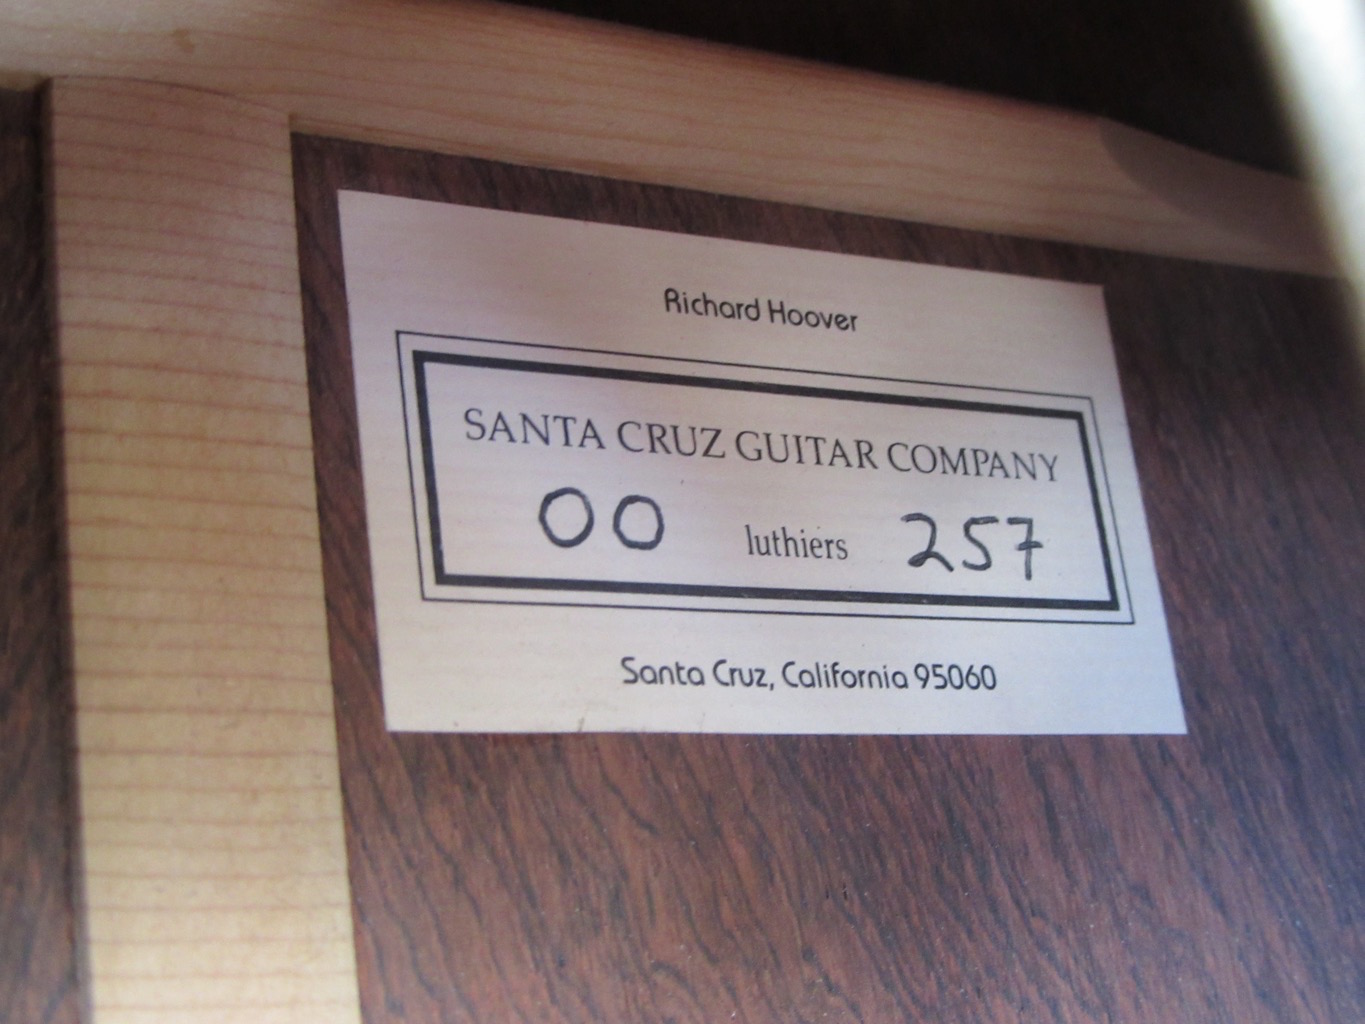 Richard Hoover
SANTA CRUZ GUITAR COMPANY
00 luthiers 257
Santa Cruz, California 95060